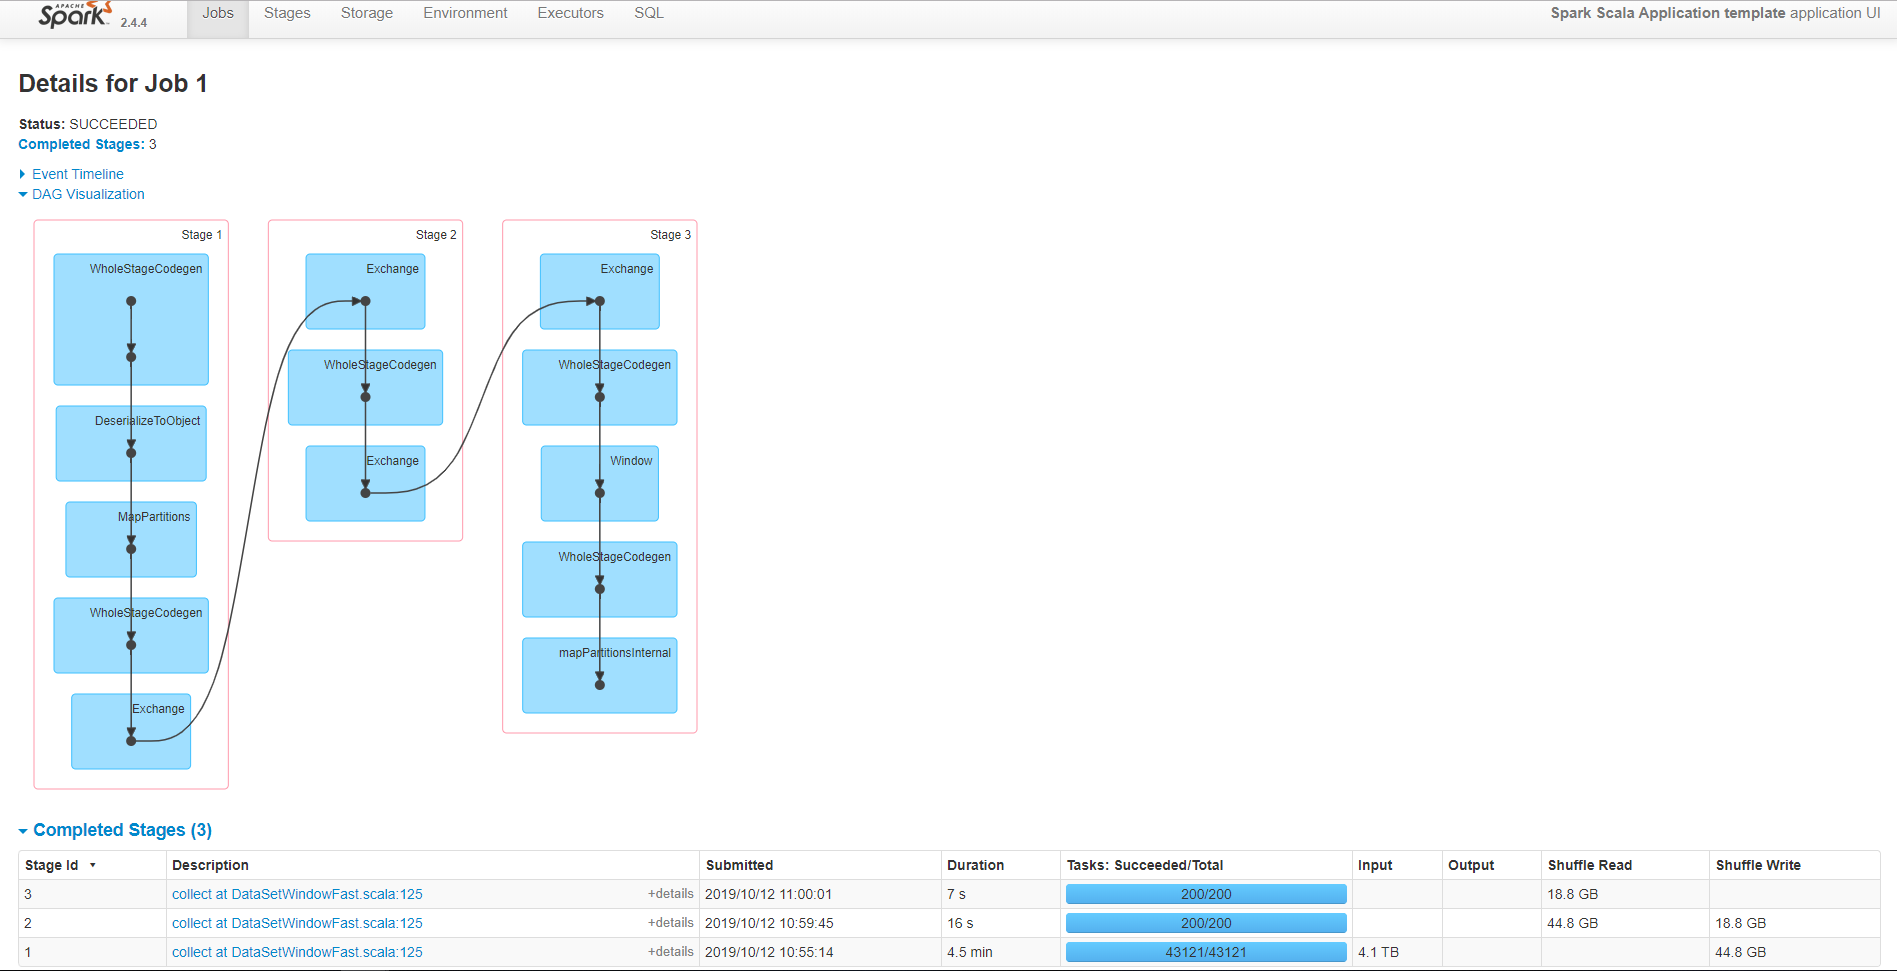 APACHE
Spark 2.4.4 Jobs Stages Storage Environment Executors SQL Spark Scala Application template application UI
Details for Job 1
Status: SUCCEEDED
Completed Stages: 3
Event Timeline
DAG Visualization
Stage 1
WholeStageCodegen
DeserializeToObject
MapPartitions
WholeStageCodegen
Exchange
Stage 2
Exchange
WholeStageCodegen
Exchange
Stage 3
Exchange
WholeStageCodegen
Window
WholeStageCodegen
mapPartitionsInternal
Completed Stages (3)
Stage Id Description Submitted Duration Tasks: Succeeded/Total Input Output Shuffle Read Shuffle Write
3 collect at DataSetWindowFast.scala:125 +details 2019/10/12 11:00:01 7 s 200/200 18.8 GB
2 collect at DataSetWindowFast.scala:125 +details 2019/10/12 10:59:45 16 s 200/200 44.8 GB 18.8 GB
1 collect at DataSetWindowFast.scala:125 +details 2019/10/12 10:55:14 4.5 min 43121/43121 4.1 TB 44.8 GB